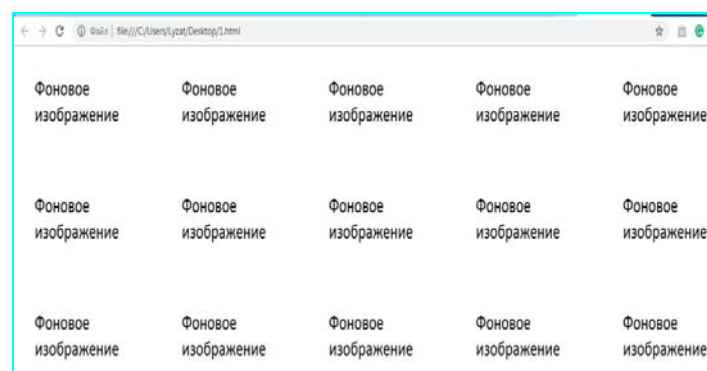 Файл | file:///C:/Users/Lyzat/Desktop/1.html
Фоновое Фоновое Фоновое Фоновое Фоновое
изображение изображение изображение изображение изображение
Фоновое Фоновое Фоновое Фоновое Фоновое
изображение изображение изображение изображение изображение
Фоновое Фоновое Фоновое Фоновое Фоновое
изображение изображение изображение изображение изображение